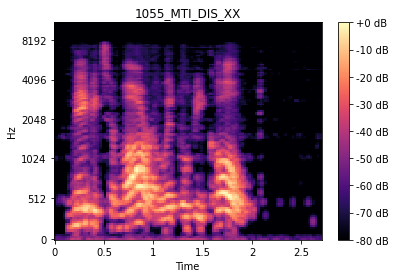 1055_MTI_DIS_XX
+0 dB
8192
-10 dB
4096
-20 dB
-30 dB
2048
Hz
-40 dB
1024
-50 dB
512
-60 dB
-70 dB
0
-80 dB
0 0.5 1 1.5 2 2.5
Time